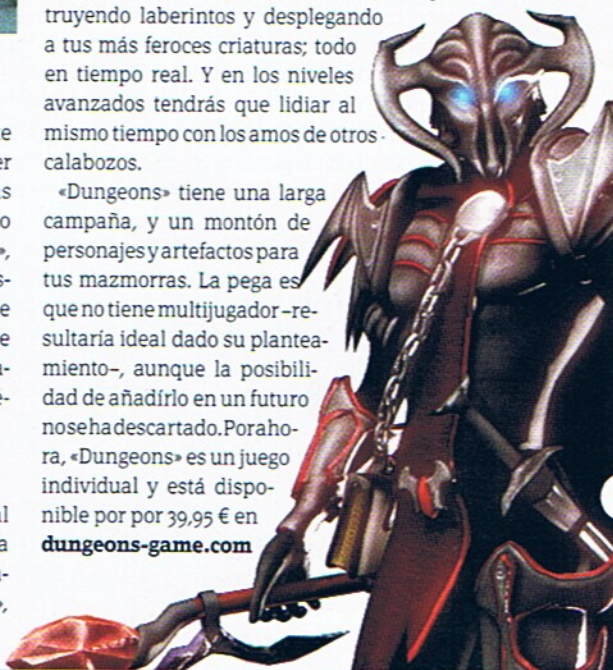 truyendo laberintos y desplegando
a tus más feroces criaturas; todo
en tiempo real. Y en los niveles
avanzados tendrás que lidiar al
mismo tiempo con los amos de otros
calabozos.
«Dungeons» tiene una larga
campaña, y un montón de
personajes y artefactos para
tus mazmorras. La pega es
que no tiene multijugador –re-
sultaría ideal dado su plantea-
miento–, aunque la posibili-
dad de añadírlo en un futuro
no se ha descartado. Por aho-
ra, «Dungeons» es un juego
individual y está dispo-
nible por por 39,95 € en
dungeons-game.com